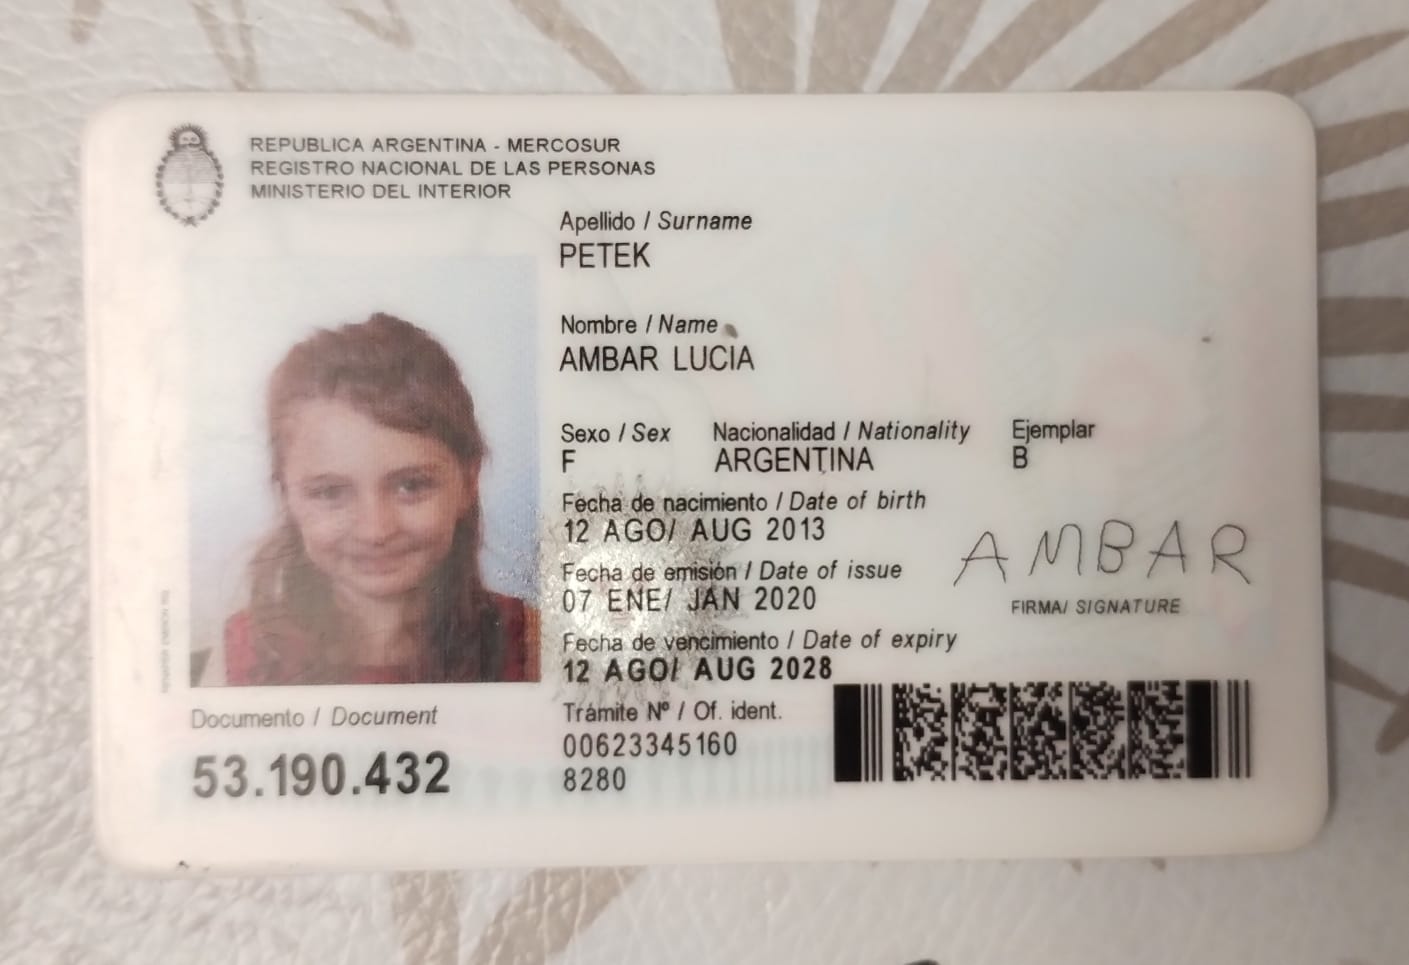 REPUBLICA ARGENTINA - MERCOSUR
REGISTRO NACIONAL DE LAS PERSONAS
MINISTERIO DEL INTERIOR
Apellido / Surname
PETEK
Nombre / Name
AMBAR LUCIA
Sexo / Sex Nacionalidad / Nationality Ejemplar
F ARGENTINA B
Fecha de nacimiento / Date of birth
12 AGO/ AUG 2013
Fecha de emisión / Date of issue
07 ENE/ JAN 2020
Fecha de vencimiento / Date of expiry
12 AGO/ AUG 2028
AMBAR
FIRMA/ SIGNATURE
Documento / Document
53.190.432
Trámite Nº / Of. ident.
00623345160
8280